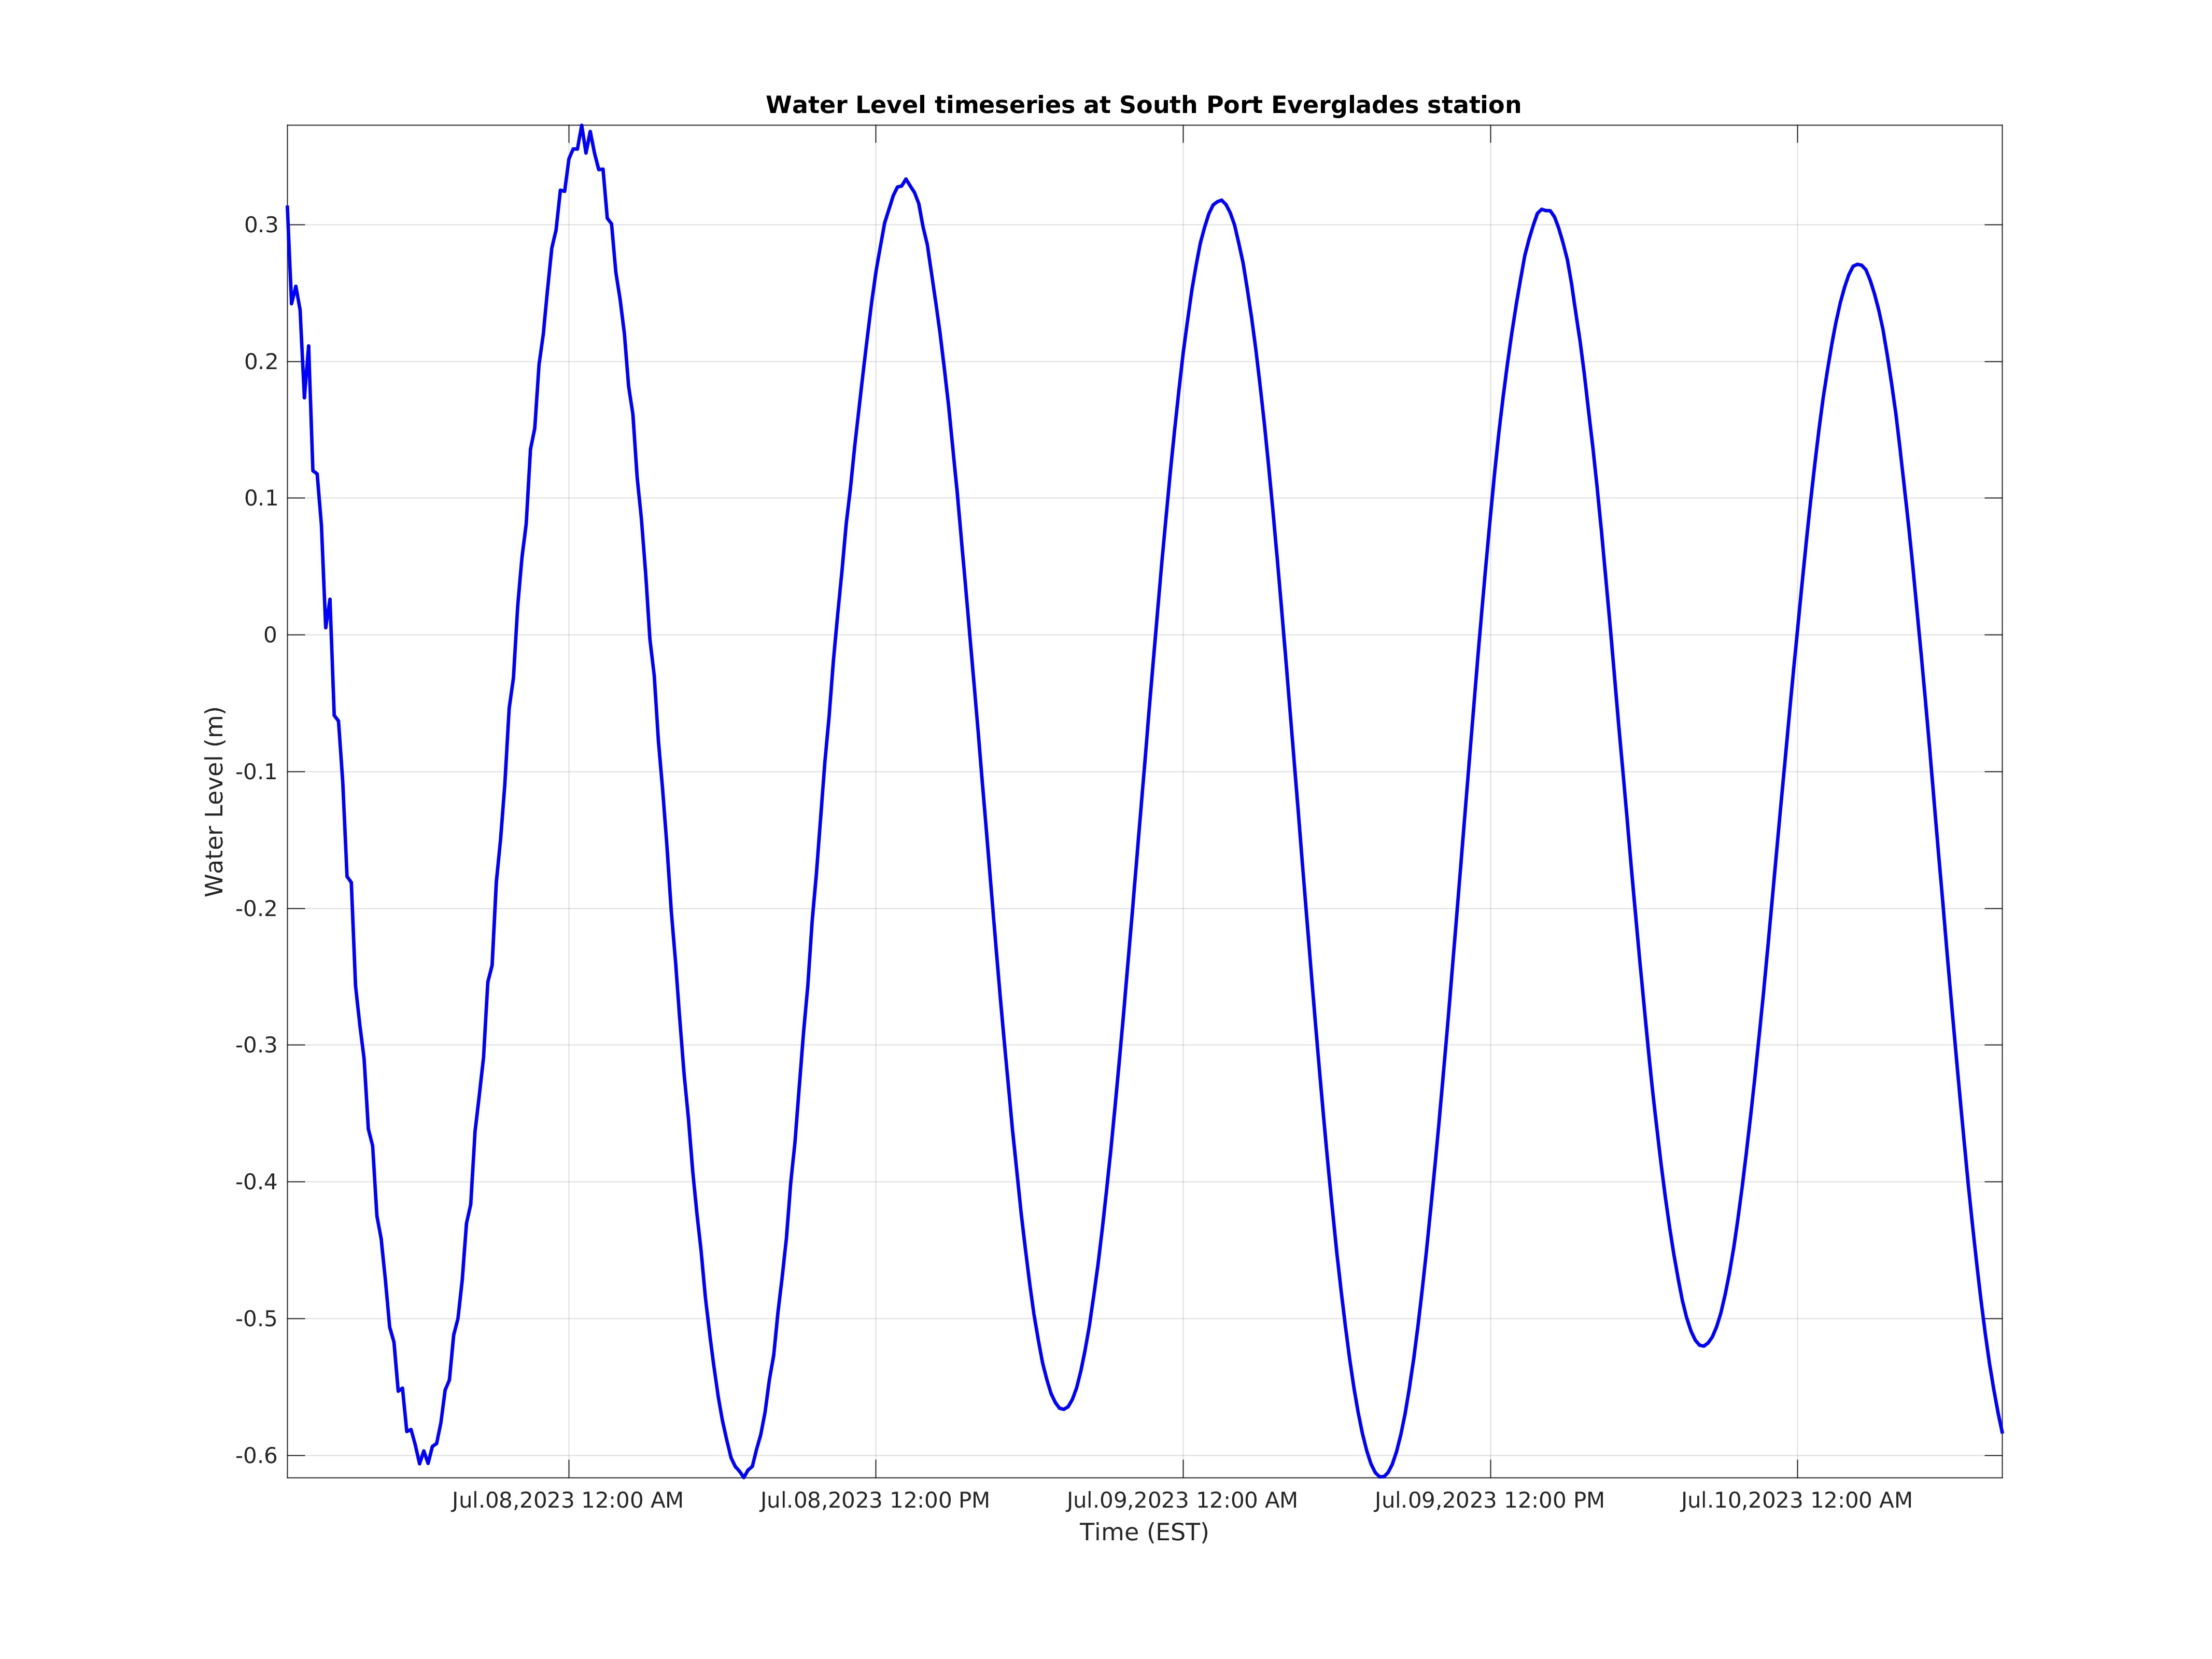 Water Level timeseries at South Port Everglades station
0.3
0.2
0.1
0
-0.1
-0.2
-0.3
-0.4
-0.5
-0.6
Water Level (m)
Jul.08,2023 12:00 AM
Jul.08,2023 12:00 PM
Jul.09,2023 12:00 AM
Jul.09,2023 12:00 PM
Jul.10,2023 12:00 AM
Time (EST)